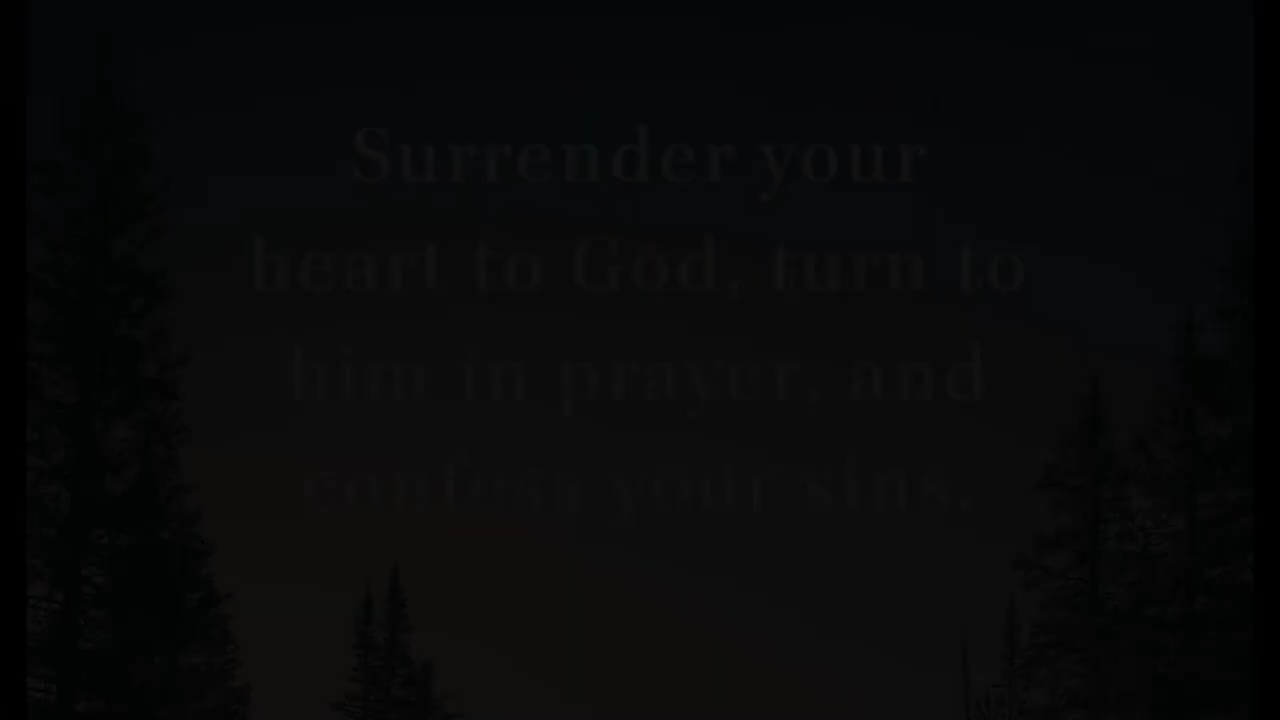 Surrender your
heart to God, turn to
him in prayer, and
confess your sins.